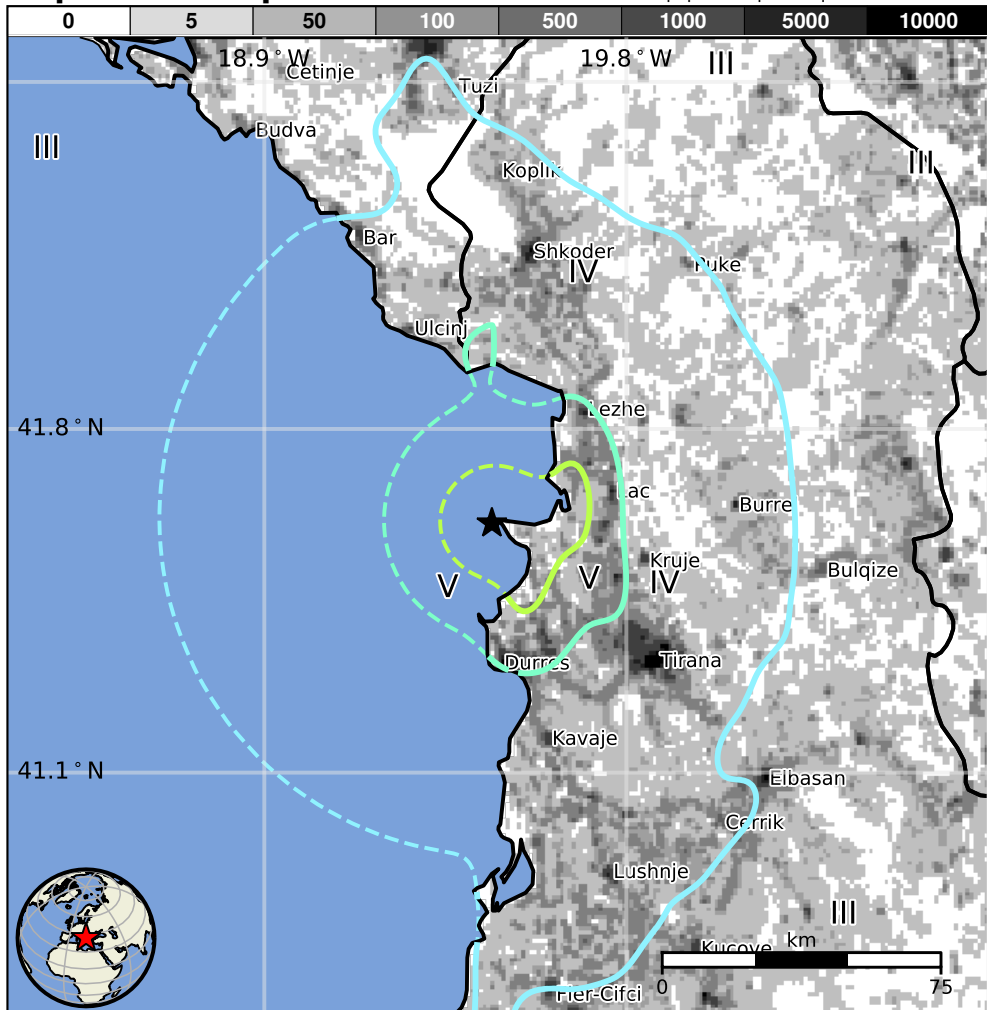 0 5 50 100 500 1000 5000 10000
18.9°W 19.8°W III
Cetinje
Tuzi
Budva
III
III
Koplik
Bar
Shkoder
IV
Puke
Ulcinj
Lezhe
41.8°N
Lac
Burre
Kruje
Bulqize
V V IV
Durres
Tirana
Kavaje
41.1°N
Eibasan
Cerrik
Lushnje
III
Kucove
km
0 75
Fier-Cifci